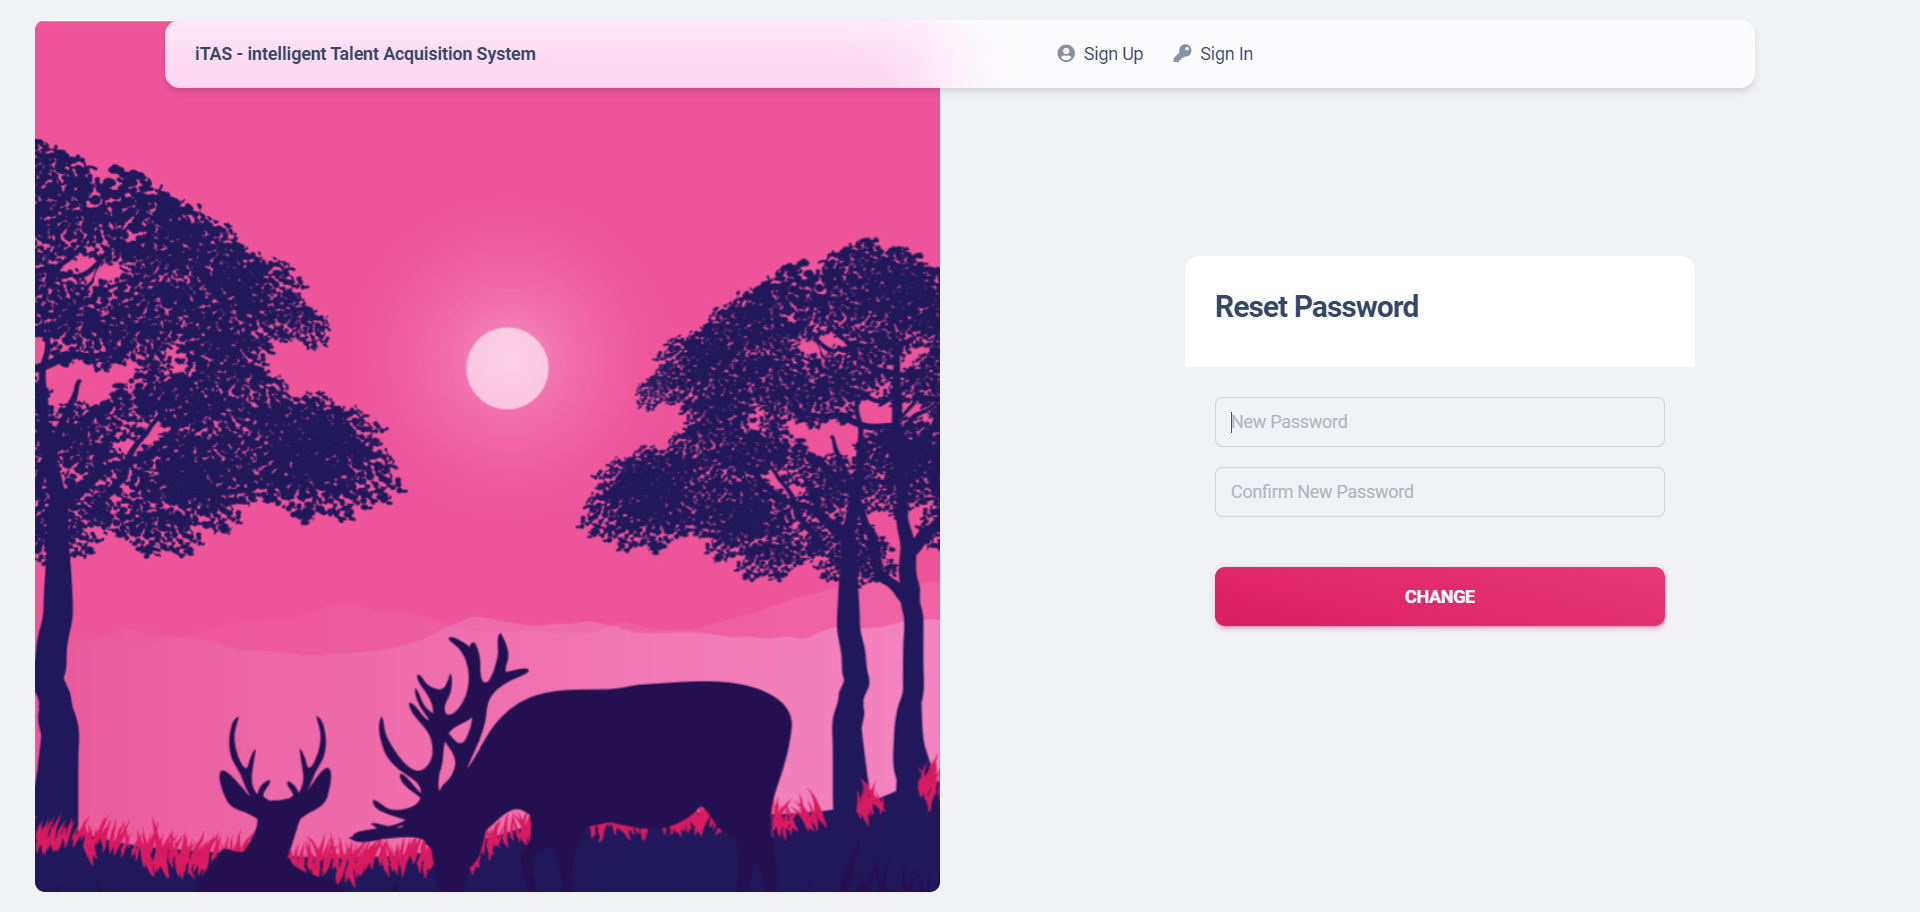 iTAS - intelligent Talent Acquisition System
Sign Up
Sign In
Reset Password
New Password
Confirm New Password
CHANGE